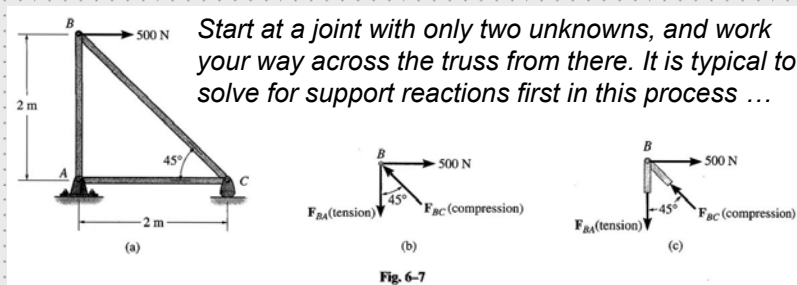 Start at a joint with only two unknowns, and work
your way across the truss from there. It is typical to
solve for support reactions first in this process …
B
500 N
2 m
45°
A
C
2 m
(a)
B
500 N
45°
F_BA (tension)
F_BC (compression)
(b)
B
500 N
45°
F_BA (tension)
F_BC (compression)
(c)
Fig. 6–7